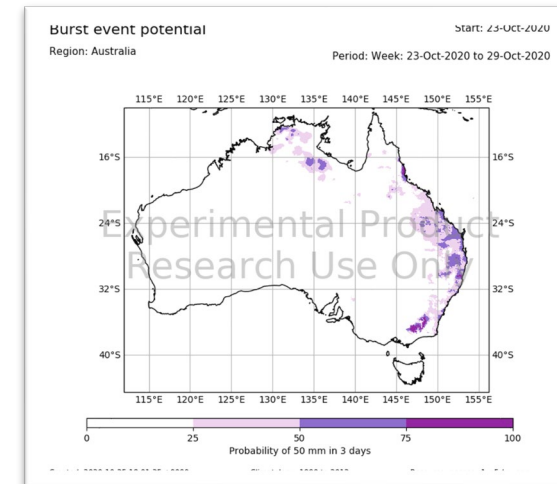 Burst event potential
Start: 23-Oct-2020
Region: Australia
Period: Week: 23-Oct-2020 to 29-Oct-2020
115°E 120°E 125°E 130°E 135°E 140°E 145°E 150°E 155°E
16°S 16°S
24°S 24°S
Experimental Product
Research Use Only
32°S 32°S
40°S 40°S
115°E 120°E 125°E 130°E 135°E 140°E 145°E 150°E 155°E
0 25 50 75 100
Probability of 50 mm in 3 days